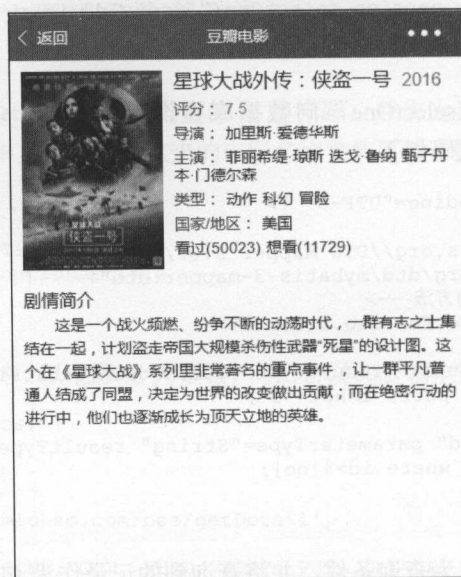 返回
豆瓣电影
•••
星球大战外传：侠盗一号 2016
评分：7.5
导演：加里斯·爱德华斯
主演：菲丽希缇·琼斯 迭戈·鲁纳 甄子丹
本·门德尔森
类型：动作 科幻 冒险
国家/地区：美国
看过(50023) 想看(11729)
侠盗一号
剧情简介
这是一个战火频燃、纷争不断的动荡时代，一群有志之士集
结在一起，计划盗走帝国大规模杀伤性武器“死星”的设计图。这
个在《星球大战》系列里非常著名的重点事件，让一群平凡普
通人结成了同盟，决定为世界的改变做出贡献；而在绝密行动的
进行中，他们也逐渐成长为顶天立地的英雄。